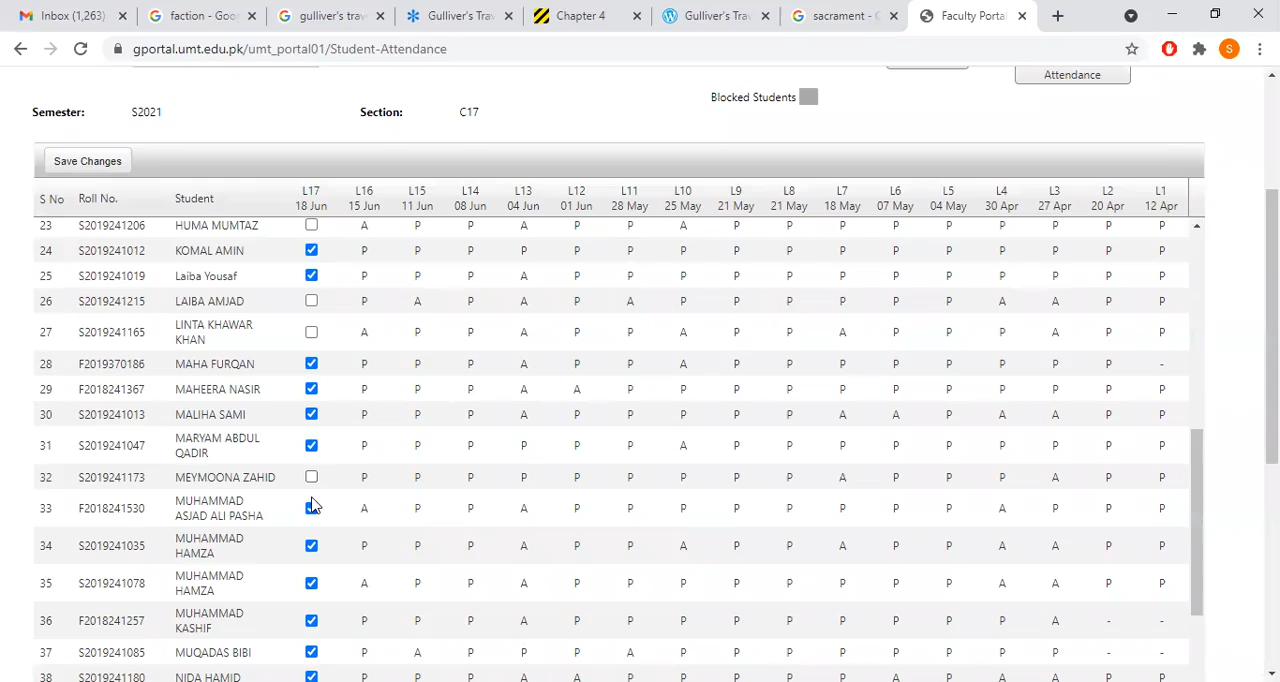 Inbox (1,263)
faction - Goo
gulliver's trav
Gulliver's Tra
Chapter 4
Gulliver's Tra
sacrament - G
Faculty Porta
gportal.umt.edu.pk/umt_portal01/Student-Attendance
S
Attendance
Blocked Students
Semester: S2021 Section: C17
Save Changes
S No Roll No. Student L17 L16 L15 L14 L13 L12 L11 L10 L9 L8 L7 L6 L5 L4 L3 L2 L1
18 Jun 15 Jun 11 Jun 08 Jun 04 Jun 01 Jun 28 May 25 May 21 May 21 May 18 May 07 May 04 May 30 Apr 27 Apr 20 Apr 12 Apr
23 S2019241206 HUMA MUMTAZ A P P A P P A P P P P P P P P P
24 S2019241012 KOMAL AMIN P P P P P P P P P P P P P P P P
25 S2019241019 Laiba Yousaf P P P A P P P P P P P P P P P P
26 S2019241215 LAIBA AMJAD P A P P P A P P P P P P A A P P
27 S2019241165 LINTA KHAWAR KHAN A P P A P P A P P A P P P A P P
28 F2019370186 MAHA FURQAN P P P A P P A P P P P P P P P -
29 F2018241367 MAHEERA NASIR P P P A A P P P P P P P P P P P
30 S2019241013 MALIHA SAMI P P P A P P P P P A A P A A P P
31 S2019241047 MARYAM ABDUL QADIR P P P P P P A P P P P P P P P P
32 S2019241173 MEYMOONA ZAHID P P P P P P P P P A P P P A P P
33 F2018241530 MUHAMMAD ASJAD ALI PASHA A P P A P P P P P P P P A P P P
34 S2019241035 MUHAMMAD HAMZA P P P A P P A P P A P P A A P P
35 S2019241078 MUHAMMAD HAMZA A P P A P P P P P P P P A A P P
36 F2018241257 MUHAMMAD KASHIF P P P A P P P P P P P P P A - -
37 S2019241085 MUQADAS BIBI P A P P P A P P P P P P P P - -
38 S2019241180 NIDA HAMID P P P A A P P P P P A P P A P P